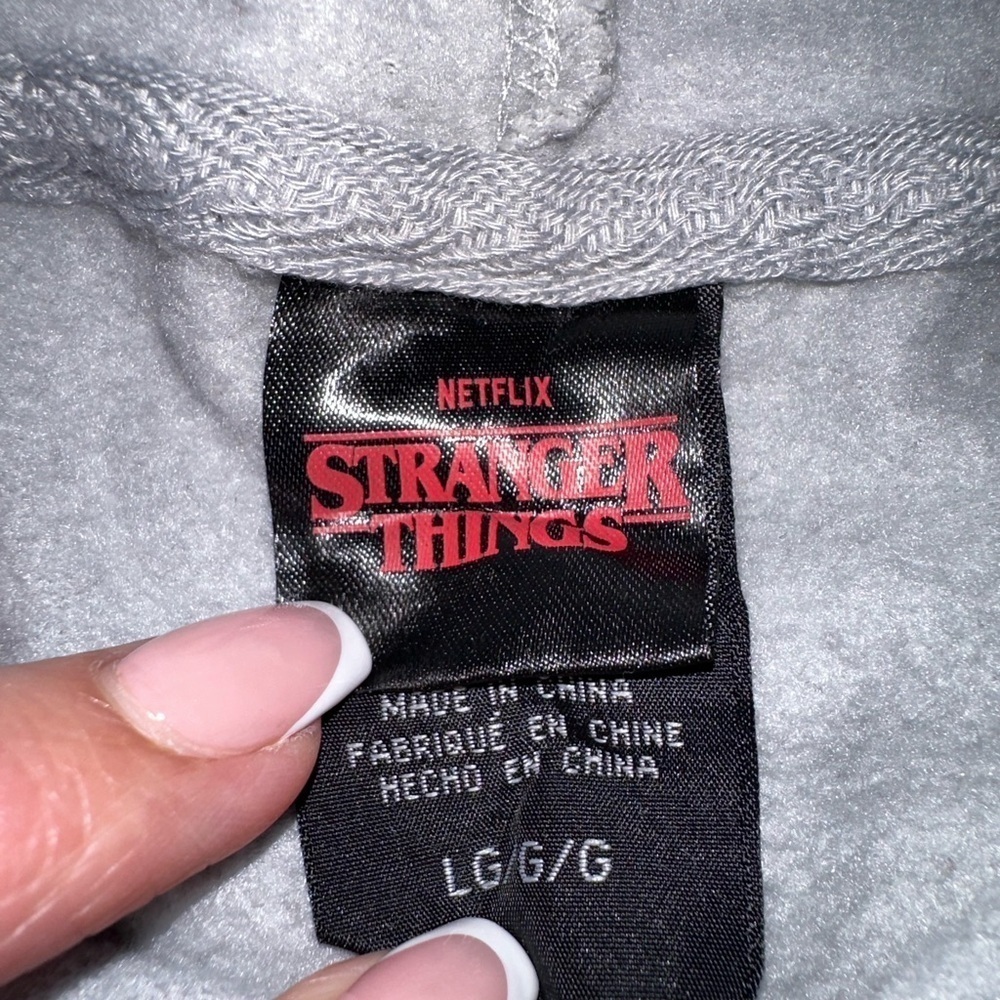 NETFLIX
STRANGER
THINGS
MADE IN CHINA
FABRIQUÉ EN CHINE
HECHO EN CHINA
LG/G/G